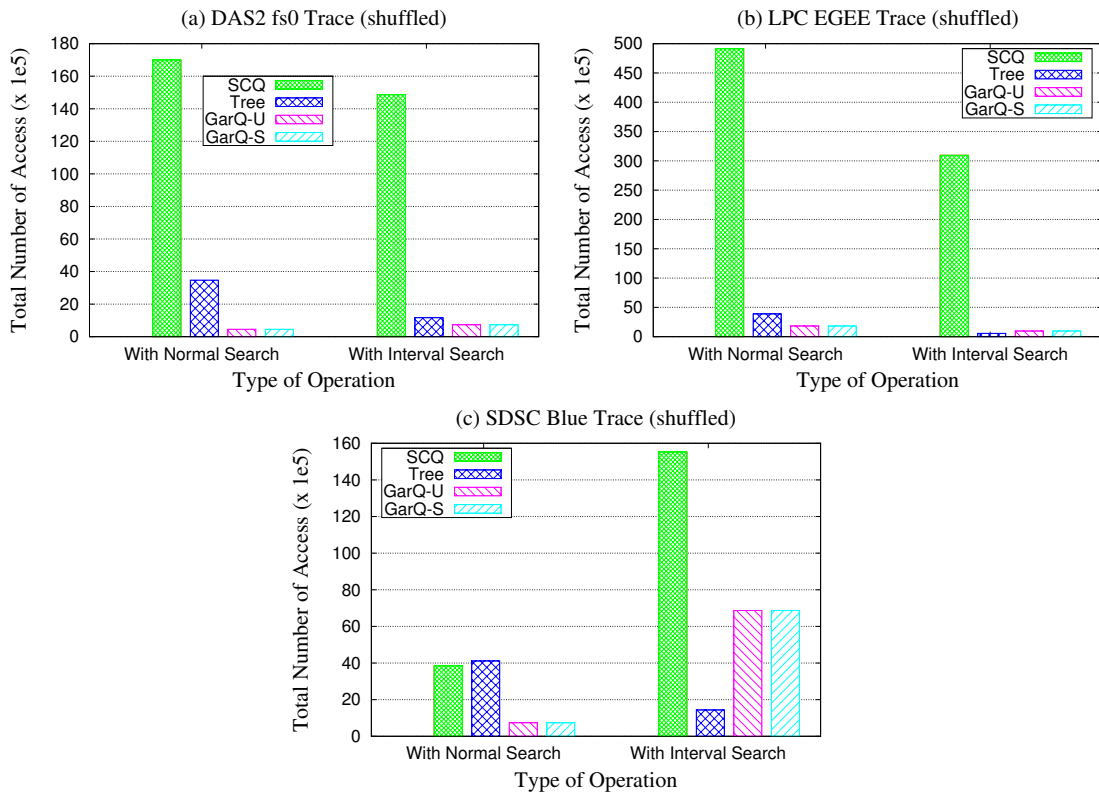 (a) DAS2 fs0 Trace (shuffled)
Total Number of Access (x 1e5)
180
160
140
120
100
80
60
40
20
0
SCQ
Tree
GarQ-U
GarQ-S
With Normal Search
With Interval Search
Type of Operation
(b) LPC EGEE Trace (shuffled)
Total Number of Access (x 1e5)
500
450
400
350
300
250
200
150
100
50
0
SCQ
Tree
GarQ-U
GarQ-S
With Normal Search
With Interval Search
Type of Operation
(c) SDSC Blue Trace (shuffled)
Total Number of Access (x 1e5)
160
140
120
100
80
60
40
20
0
SCQ
Tree
GarQ-U
GarQ-S
With Normal Search
With Interval Search
Type of Operation